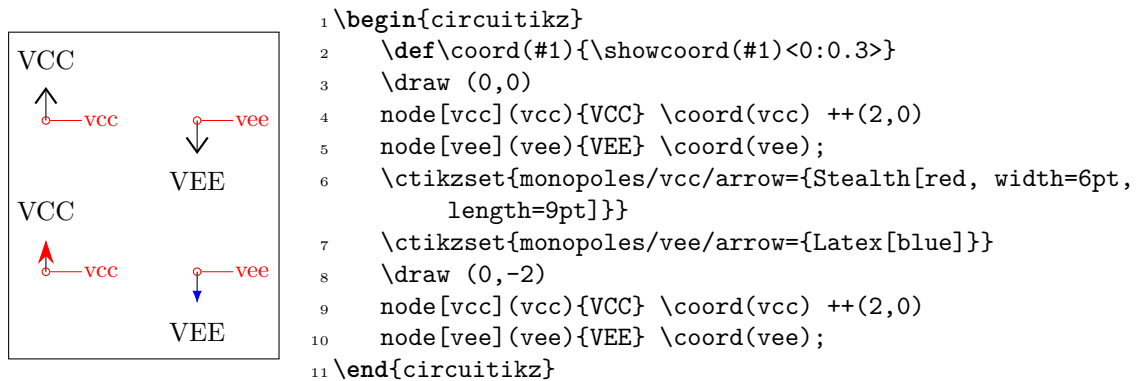 VCC
vcc
vee
VEE
VCC
vcc
vee
VEE
1 \begin{circuitikz}
2 \def\coord(#1){\showcoord(#1)<0:0.3>}
3 \draw (0,0)
4 node[vcc](vcc){VCC} \coord(vcc) ++(2,0)
5 node[vee](vee){VEE} \coord(vee);
6 \ctikzset{monopoles/vcc/arrow={Stealth[red, width=6pt,
length=9pt]}}
7 \ctikzset{monopoles/vee/arrow={Latex[blue]}}
8 \draw (0,-2)
9 node[vcc](vcc){VCC} \coord(vcc) ++(2,0)
10 node[vee](vee){VEE} \coord(vee);
11 \end{circuitikz}